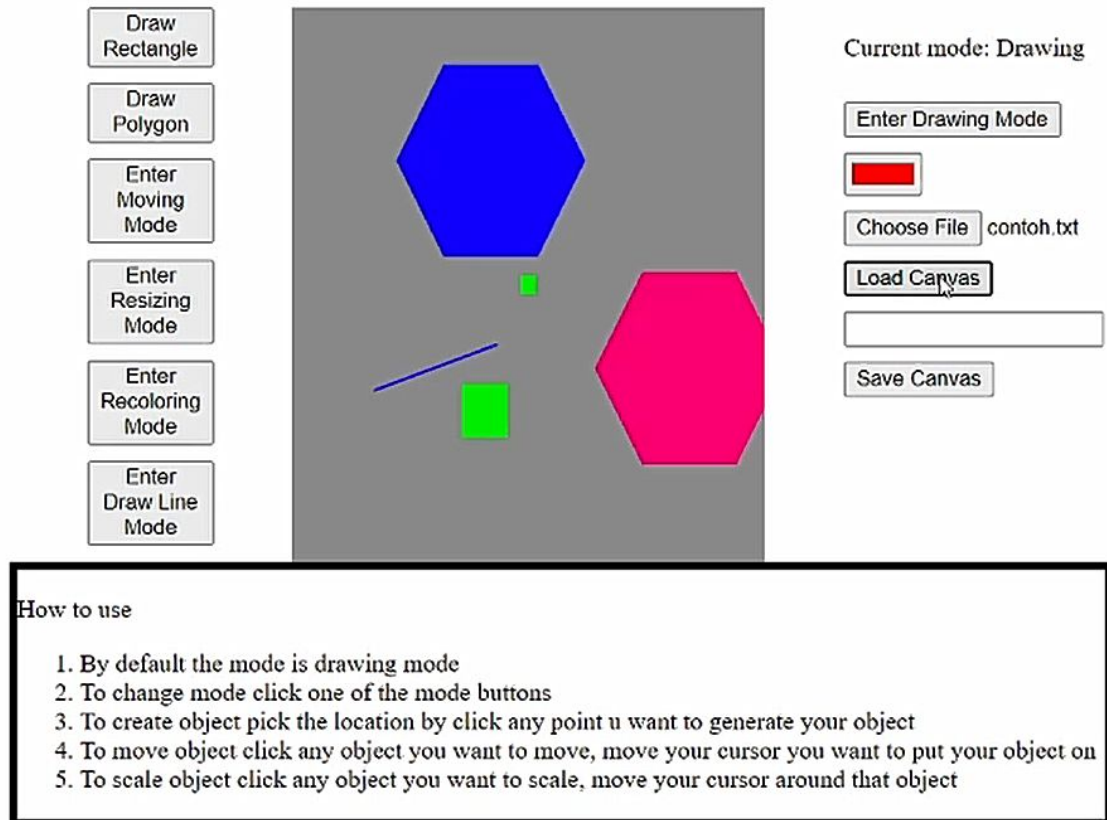 Draw
Rectangle
Draw
Polygon
Enter
Moving
Mode
Enter
Resizing
Mode
Enter
Recoloring
Mode
Enter
Draw Line
Mode
Current mode: Drawing
Enter Drawing Mode
Choose File contoh.txt
Load Canvas
Save Canvas
How to use
1. By default the mode is drawing mode
2. To change mode click one of the mode buttons
3. To create object pick the location by click any point u want to generate your object
4. To move object click any object you want to move, move your cursor you want to put your object on
5. To scale object click any object you want to scale, move your cursor around that object